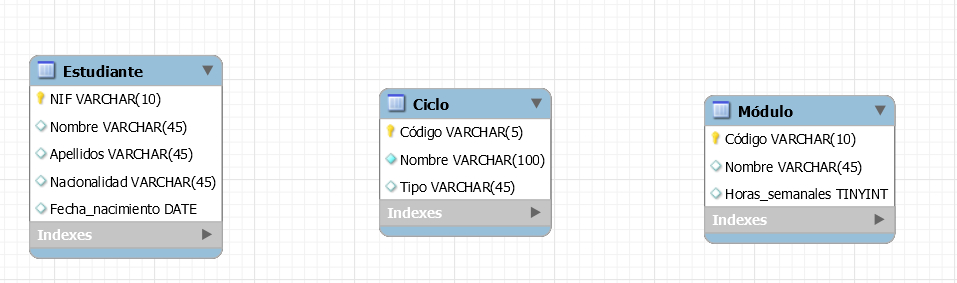 Estudiante
NIF VARCHAR(10)
Nombre VARCHAR(45)
Apellidos VARCHAR(45)
Nacionalidad VARCHAR(45)
Fecha_nacimiento DATE
Indexes
Ciclo
Código VARCHAR(5)
Nombre VARCHAR(100)
Tipo VARCHAR(45)
Indexes
Módulo
Código VARCHAR(10)
Nombre VARCHAR(45)
Horas_semanales TINYINT
Indexes